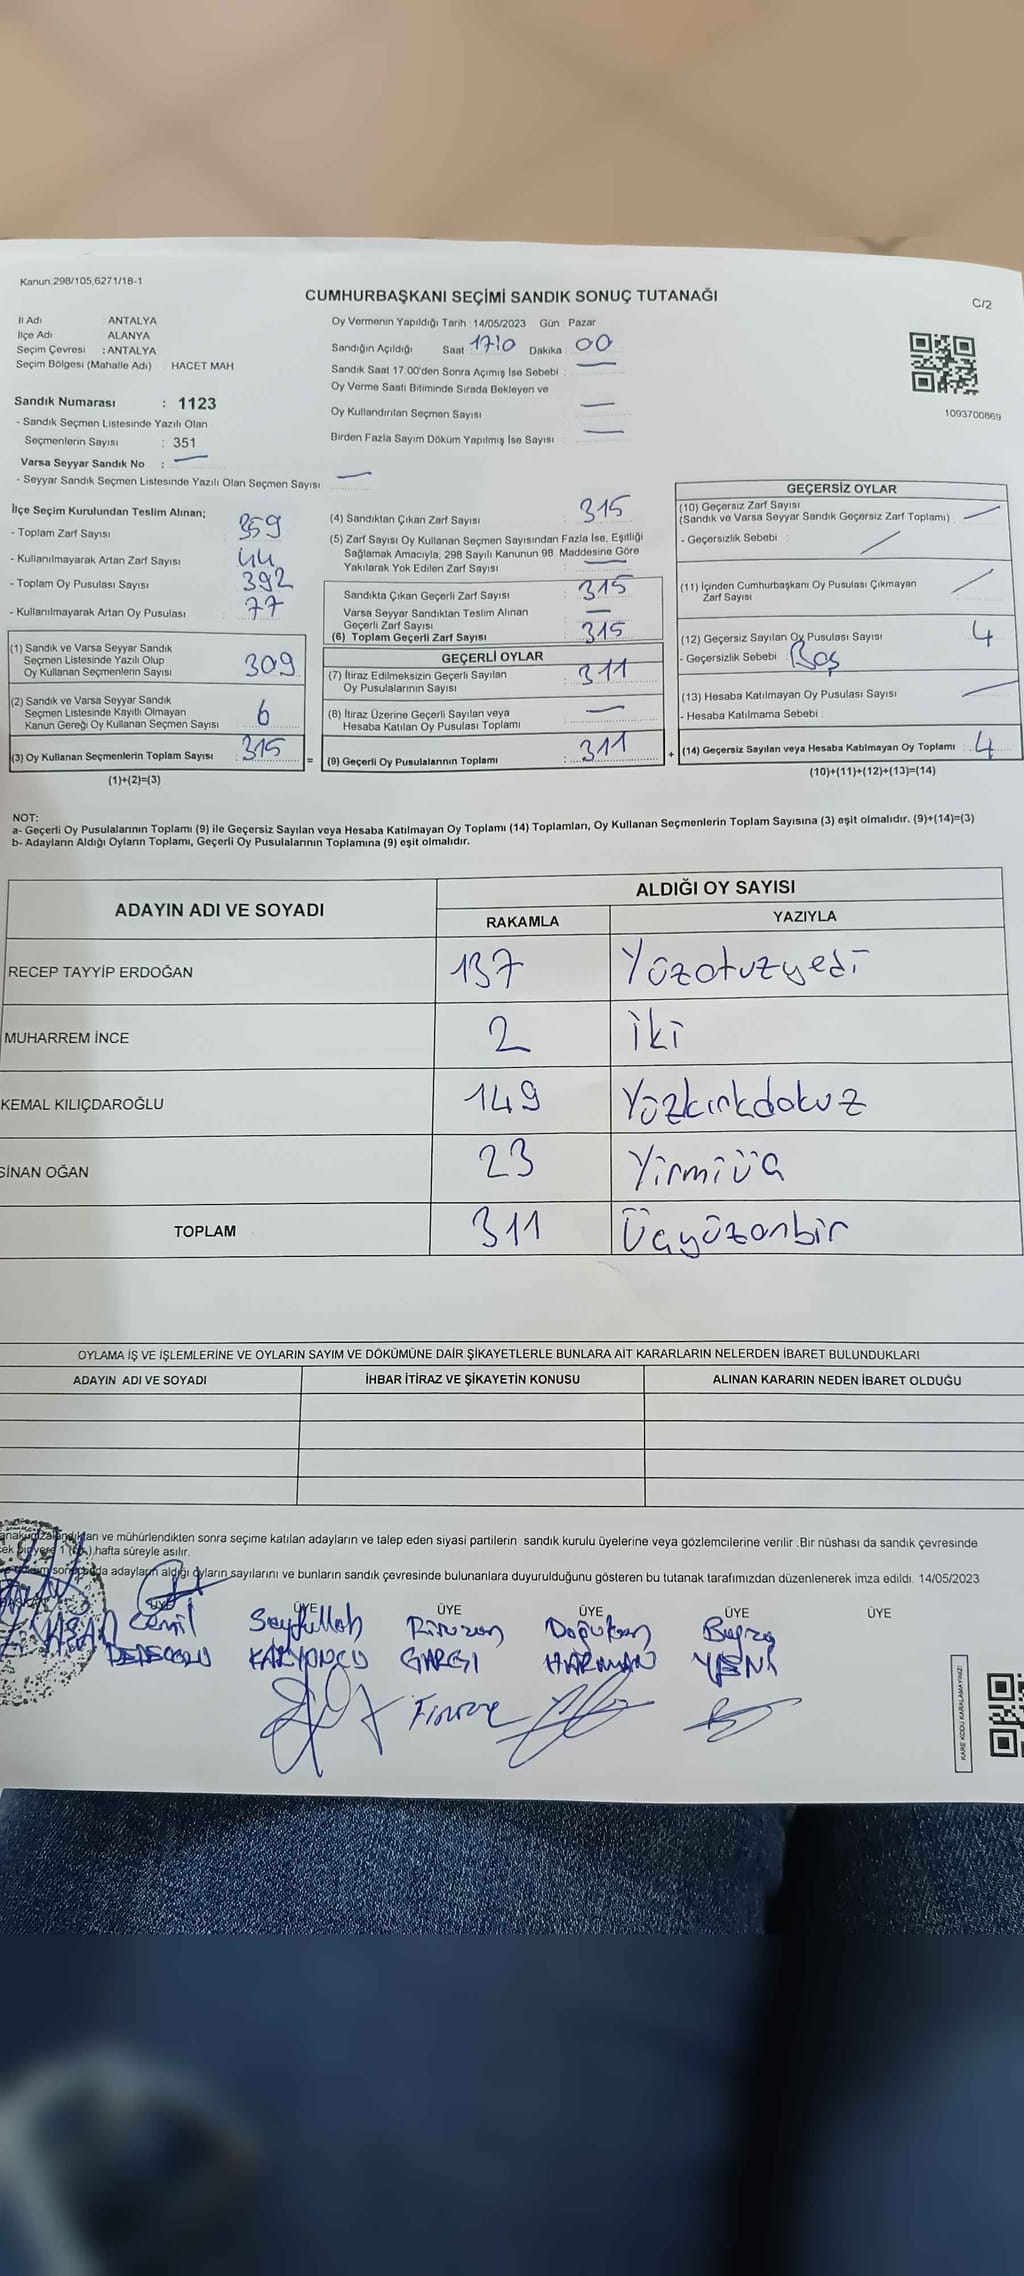 Kanun.298/105,6271/18-1
CUMHURBAŞKANI SEÇİMİ SANDIK SONUÇ TUTANAĞI
C/2
İl Adı : ANTALYA
İlçe Adı : ALANYA
Seçim Çevresi : ANTALYA
Seçim Bölgesi (Mahalle Adı) : HACET MAH.
Sandık Numarası : 1123
- Sandık Seçmen Listesinde Yazılı Olan
Seçmenlerin Sayısı : 351
Varsa Seyyar Sandık No : —
- Seyyar Sandık Seçmen Listesinde Yazılı Olan Seçmen Sayısı —
Oy Vermenin Yapıldığı Tarih : 14/05/2023 Gün : Pazar
Sandığın Açıldığı Saat Dakika : 00
Sandık Saat 17.00'den Sonra Açımış İse Sebebi : —
Oy Verme Saati Bitiminde Sırada Bekleyen ve
Oy Kullandırılan Seçmen Sayısı —
Birden Fazla Sayım Döküm Yapılmış İse Sayısı —
1093700869
İlçe Seçim Kurulundan Teslim Alınan;
- Toplam Zarf Sayısı 359
- Kullanılmayarak Artan Zarf Sayısı 44
- Toplam Oy Pusulası Sayısı 392
- Kullanılmayarak Artan Oy Pusulası 77
(1) Sandık ve Varsa Seyyar Sandık
Seçmen Listesinde Yazılı Olup
Oy Kullanan Seçmenlerin Sayısı 309
(2) Sandık ve Varsa Seyyar Sandık
Seçmen Listesinde Kayıtlı Olmayan
Kanun Gereği Oy Kullanan Seçmen Sayısı 6
(3) Oy Kullanan Seçmenlerin Toplam Sayısı : 315 =
(1)+(2)=(3)
(4) Sandıktan Çıkan Zarf Sayısı : 315
(5) Zarf Sayısı Oy Kullanan Seçmen Sayısından Fazla İse, Eşitliği
Sağlamak Amacıyla, 298 Sayılı Kanunun 98. Maddesine Göre
Yakılarak Yok Edilen Zarf Sayısı : —
Sandıkta Çıkan Geçerli Zarf Sayısı : 315
Varsa Seyyar Sandıktan Teslim Alınan
Geçerli Zarf Sayısı : —
(6) Toplam Geçerli Zarf Sayısı : 315
GEÇERLİ OYLAR
(7) İtiraz Edilmeksizin Geçerli Sayılan
Oy Pusulalarının Sayısı : 311
(8) İtiraz Üzerine Geçerli Sayılan veya
Hesaba Katılan Oy Pusulası Toplamı : —
(9) Geçerli Oy Pusulalarının Toplamı : 311 +
GEÇERSİZ OYLAR
(10) Geçersiz Zarf Sayısı
(Sandık ve Varsa Seyyar Sandık Geçersiz Zarf Toplamı) —
- Geçersizlik Sebebi : —
(11) İçinden Cumhurbaşkanı Oy Pusulası Çıkmayan
Zarf Sayısı —
(12) Geçersiz Sayılan Oy Pusulası Sayısı 4
- Geçersizlik Sebebi : Boş
(13) Hesaba Katılmayan Oy Pusulası Sayısı —
- Hesaba Katılmama Sebebi :
(14) Geçersiz Sayılan veya Hesaba Katılmayan Oy Toplamı : 4
(10)+(11)+(12)+(13)=(14)
NOT:
a- Geçerli Oy Pusulalarının Toplamı (9) ile Geçersiz Sayılan veya Hesaba Katılmayan Oy Toplamı (14) Toplamları, Oy Kullanan Seçmenlerin Toplam Sayısına (3) eşit olmalıdır. (9)+(14)=(3)
b- Adayların Aldığı Oyların Toplamı, Geçerli Oy Pusulalarının Toplamına (9) eşit olmalıdır.
ADAYIN ADI VE SOYADI
ALDIĞI OY SAYISI
RAKAMLA YAZIYLA
RECEP TAYYİP ERDOĞAN 137 Yüzotuzyedi
MUHARREM İNCE 2 iki
KEMAL KILIÇDAROĞLU 149 Yüzkırkdokuz
SİNAN OĞAN 23 Yirmiüç
TOPLAM 311 Üçyüzonbir
OYLAMA İŞ VE İŞLEMLERİNE VE OYLARIN SAYIM VE DÖKÜMÜNE DAİR ŞİKAYETLERLE BUNLARA AİT KARARLARIN NELERDEN İBARET BULUNDUKLARI
ADAYIN ADI VE SOYADI İHBAR İTİRAZ VE ŞİKAYETİN KONUSU ALINAN KARARIN NEDEN İBARET OLDUĞU
ve mühürlendikten sonra seçime katılan adayların ve talep eden siyasi partilerin sandık kurulu üyelerine veya gözlemcilerine verilir .Bir nüshası da sandık çevresinde
hafta süreyle asılır.
adayların aldığı oyların sayılarını ve bunların sandık çevresinde bulunanlara duyurulduğunu gösteren bu tutanak tarafımızdan düzenlenerek imza edildi. 14/05/2023
ÜYE ÜYE ÜYE ÜYE ÜYE ÜYE
HASAN Cemil Seyfullah Doğukan Buğra
HARMAN YENİ
KARE KODU KARALAMAYINIZ!